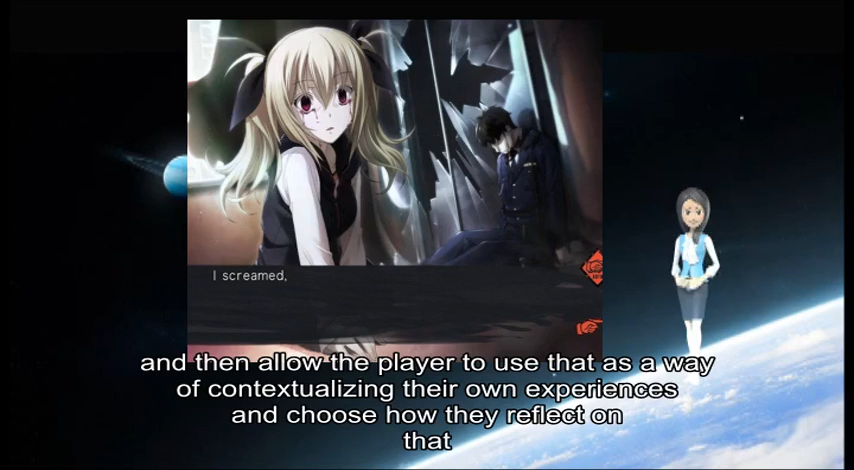 I screamed,
and then allow the player to use that as a way
of contextualizing their own experiences
and choose how they reflect on
that